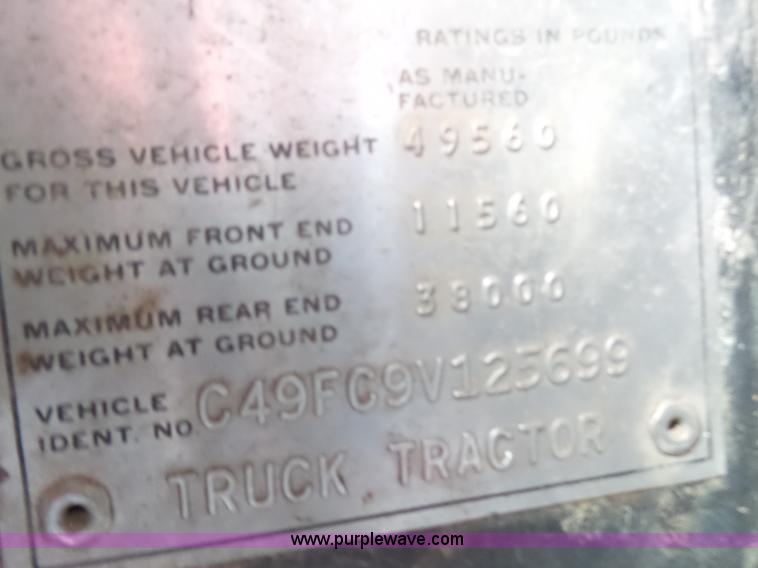 RATINGS IN POUNDS
AS MANU-
FACTURED
GROSS VEHICLE WEIGHT 49560
FOR THIS VEHICLE
MAXIMUM FRONT END 11560
WEIGHT AT GROUND
MAXIMUM REAR END 38000
WEIGHT AT GROUND
VEHICLE
IDENT. NO. C49FC9V125699
TRUCK TRACTOR
www.purplewave.com